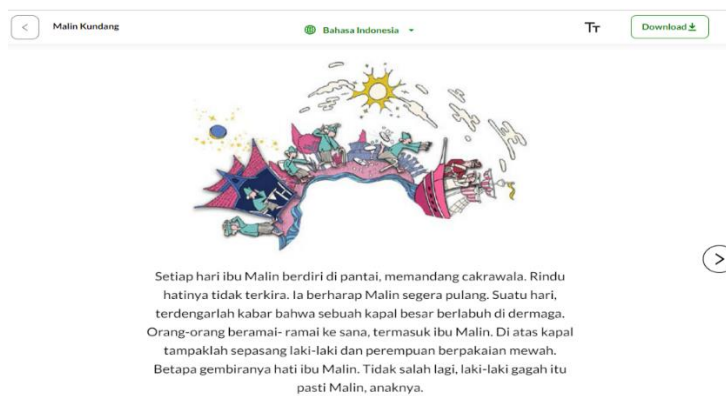 Malin Kundang
Bahasa Indonesia
TT
Download
Setiap hari ibu Malin berdiri di pantai, memandang cakrawala. Rindu
hatinya tidak terkira. Ia berharap Malin segera pulang. Suatu hari,
terdengarlah kabar bahwa sebuah kapal besar berlabuh di dermaga.
Orang-orang beramai- ramai ke sana, termasuk ibu Malin. Di atas kapal
tampaklah sepasang laki-laki dan perempuan berpakaian mewah.
Betapa gembiranya hati ibu Malin. Tidak salah lagi, laki-laki gagah itu
pasti Malin, anaknya.